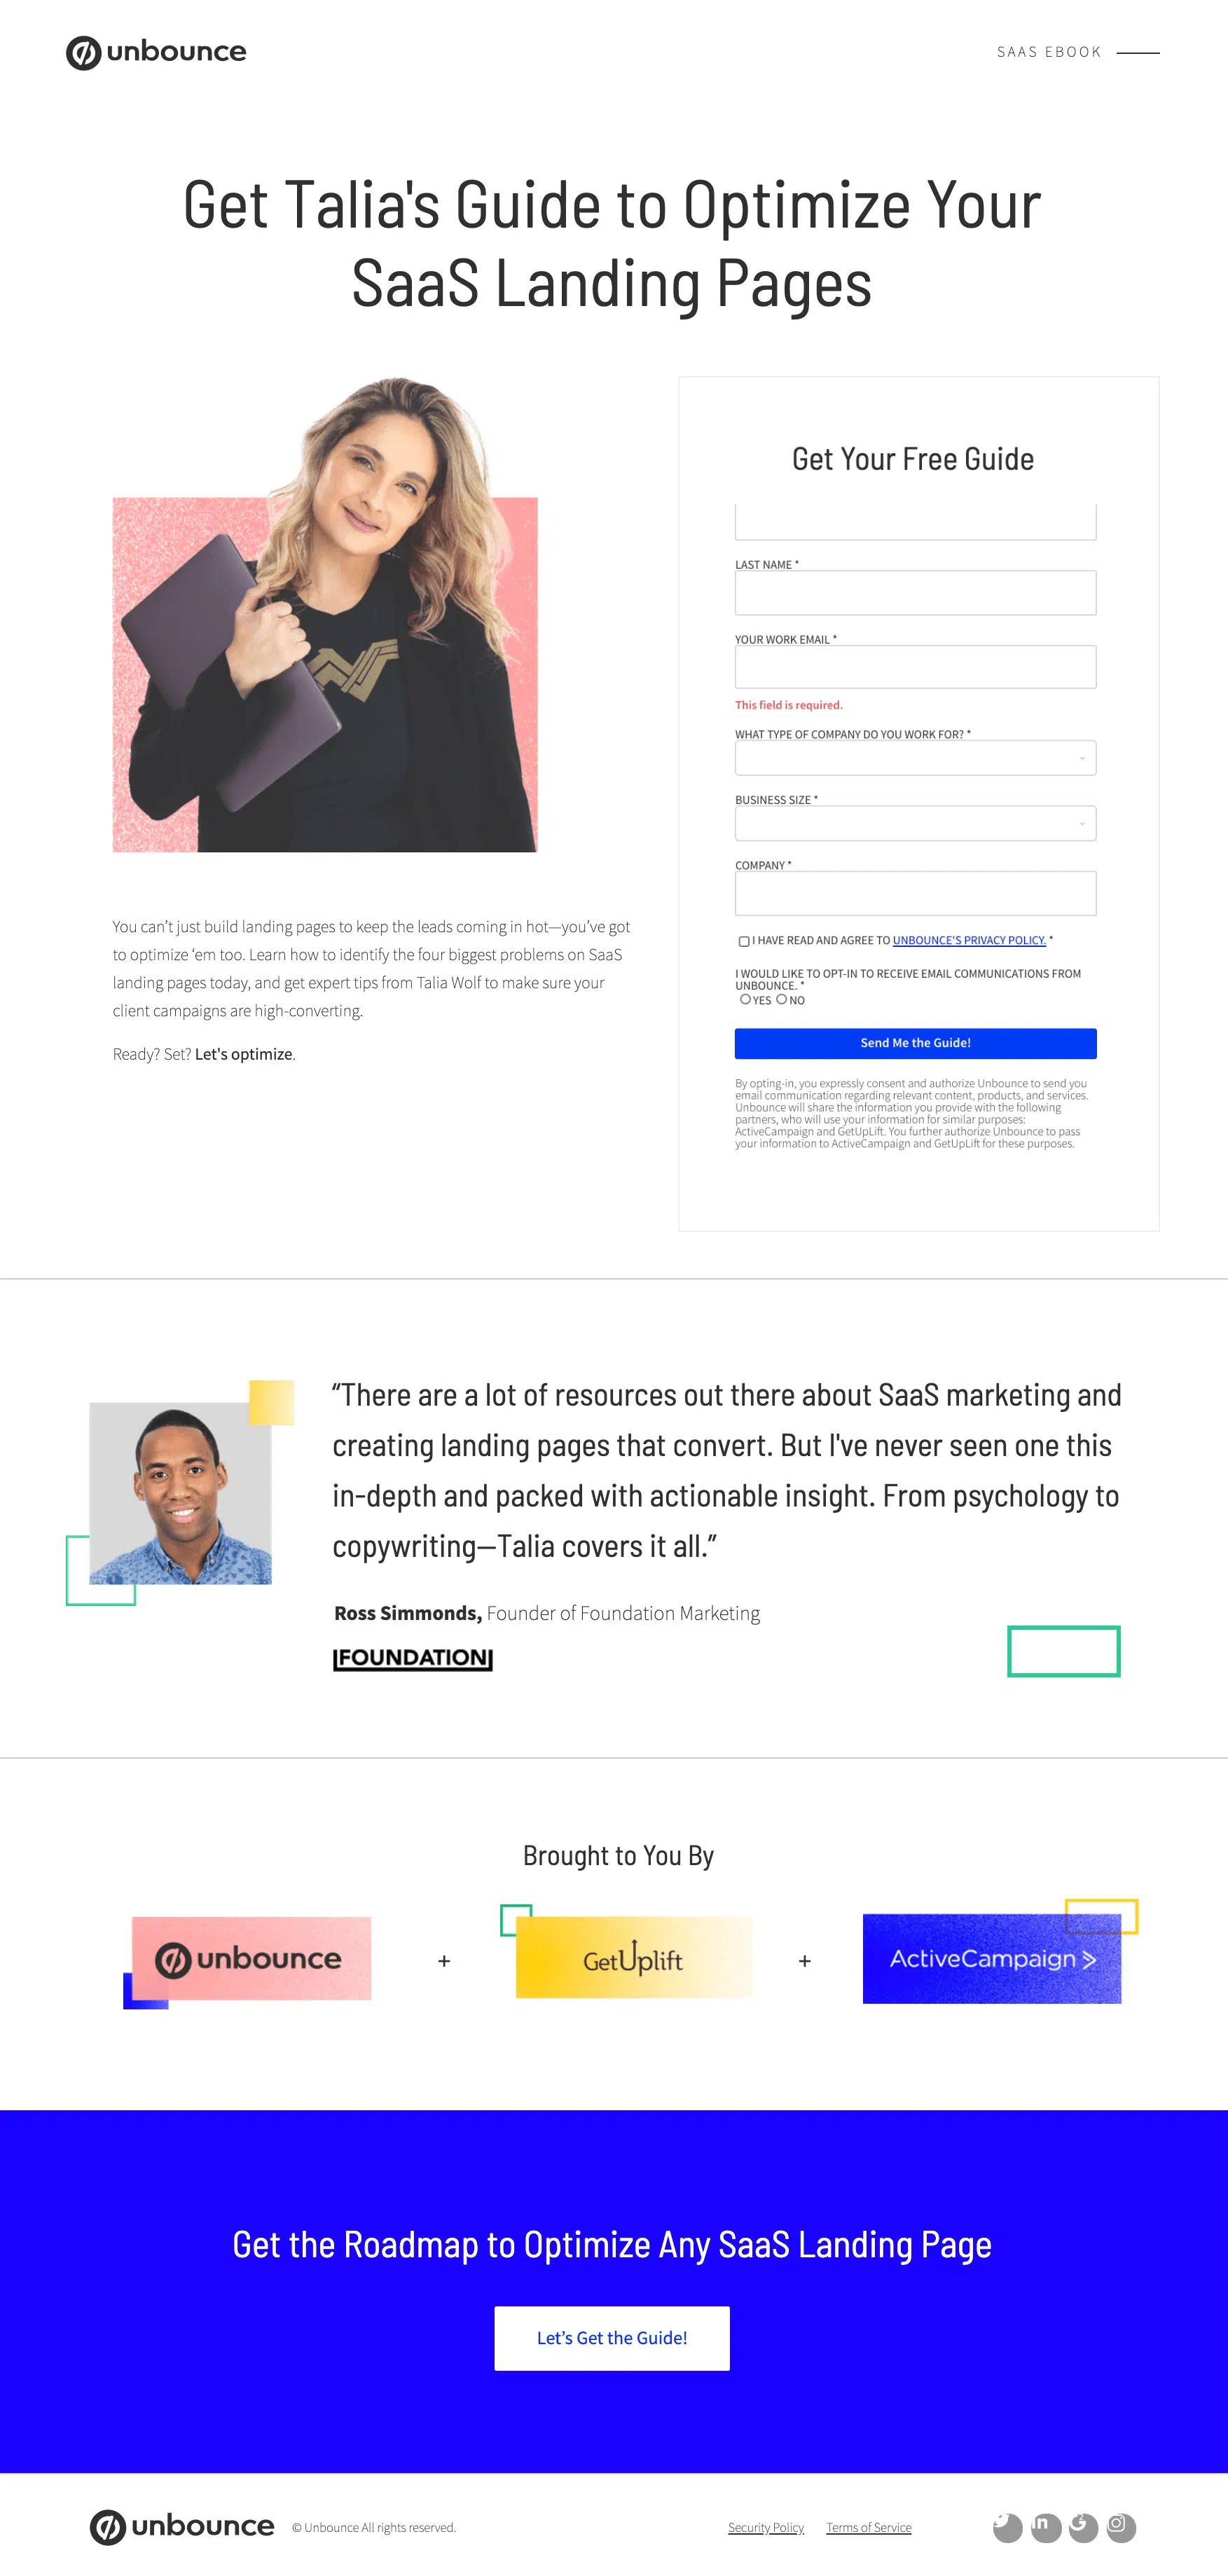 unbounce
SAAS EBOOK
Get Talia's Guide to Optimize Your
SaaS Landing Pages
You can’t just build landing pages to keep the leads coming in hot—you’ve got
to optimize ‘em too. Learn how to identify the four biggest problems on SaaS
landing pages today, and get expert tips from Talia Wolf to make sure your
client campaigns are high-converting.
Ready? Set? Let's optimize.
Get Your Free Guide
LAST NAME *
YOUR WORK EMAIL *
This field is required.
WHAT TYPE OF COMPANY DO YOU WORK FOR? *
BUSINESS SIZE *
COMPANY *
I HAVE READ AND AGREE TO UNBOUNCE'S PRIVACY POLICY. *
I WOULD LIKE TO OPT-IN TO RECEIVE EMAIL COMMUNICATIONS FROM
UNBOUNCE. *
YES NO
Send Me the Guide!
By opting-in, you expressly consent and authorize Unbounce to send you
email communication regarding relevant content, products, and services.
Unbounce will share the information you provide with the following
partners, who will use your information for similar purposes:
ActiveCampaign and GetUpLift. You further authorize Unbounce to pass
your information to ActiveCampaign and GetUpLift for these purposes.
“There are a lot of resources out there about SaaS marketing and
creating landing pages that convert. But I've never seen one this
in-depth and packed with actionable insight. From psychology to
copywriting—Talia covers it all.”
Ross Simmonds, Founder of Foundation Marketing
FOUNDATION
Brought to You By
unbounce + GetUplift + ActiveCampaign >
Get the Roadmap to Optimize Any SaaS Landing Page
Let’s Get the Guide!
unbounce © Unbounce All rights reserved. Security Policy Terms of Service in